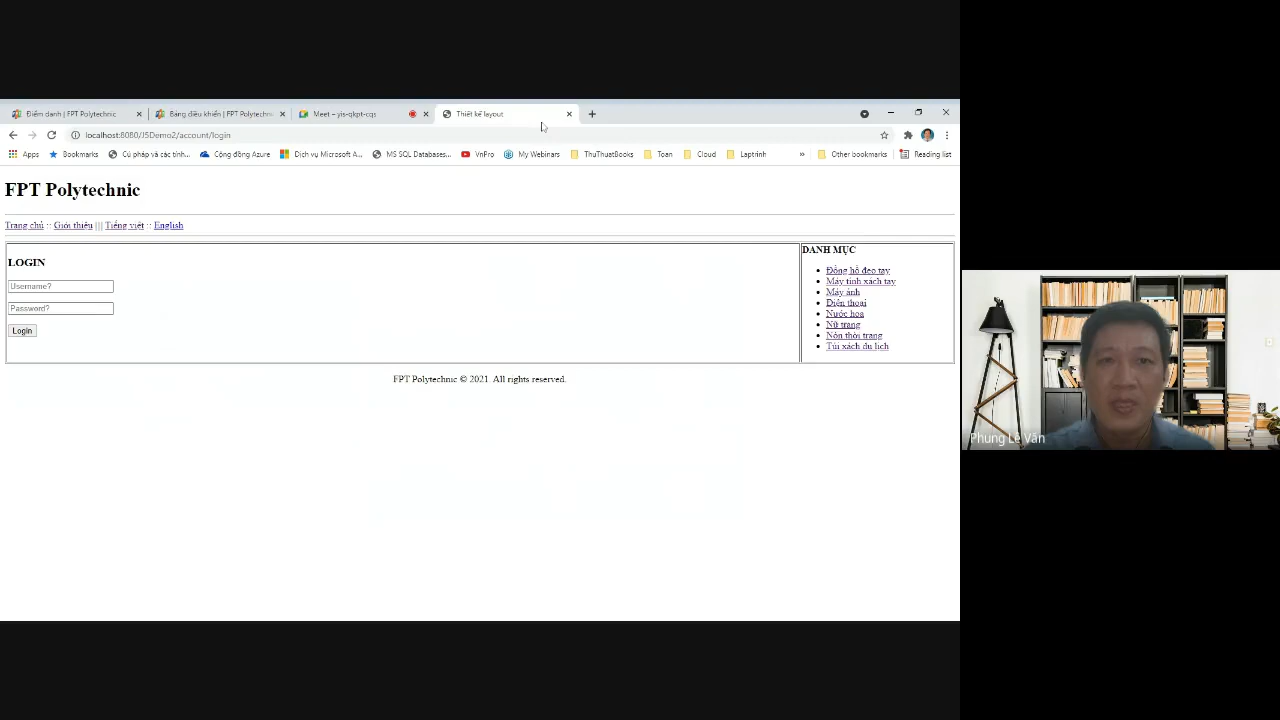 Điểm danh | FPT Polytechnic
Bảng điều khiển | FPT Polytechni
Meet – yis-qkpt-cqs
Thiết kế layout
localhost:8080/J5Demo2/account/login
Apps
Bookmarks
Cú pháp và các tính...
Cộng đồng Azure
Dịch vụ Microsoft A...
MS SQL Databases...
VnPro
My Webinars
ThuThuatBooks
Toan
Cloud
Laptrinh
»
Other bookmarks
Reading list
FPT Polytechnic
Trang chủ :: Giới thiệu ||| Tiếng việt :: English
LOGIN
Username?
Password?
Login
DANH MỤC
Đồng hồ đeo tay
Máy tính xách tay
Máy ảnh
Điện thoại
Nước hoa
Nữ trang
Nón thời trang
Túi xách du lịch
FPT Polytechnic © 2021. All rights reserved.
Phung Lê Văn